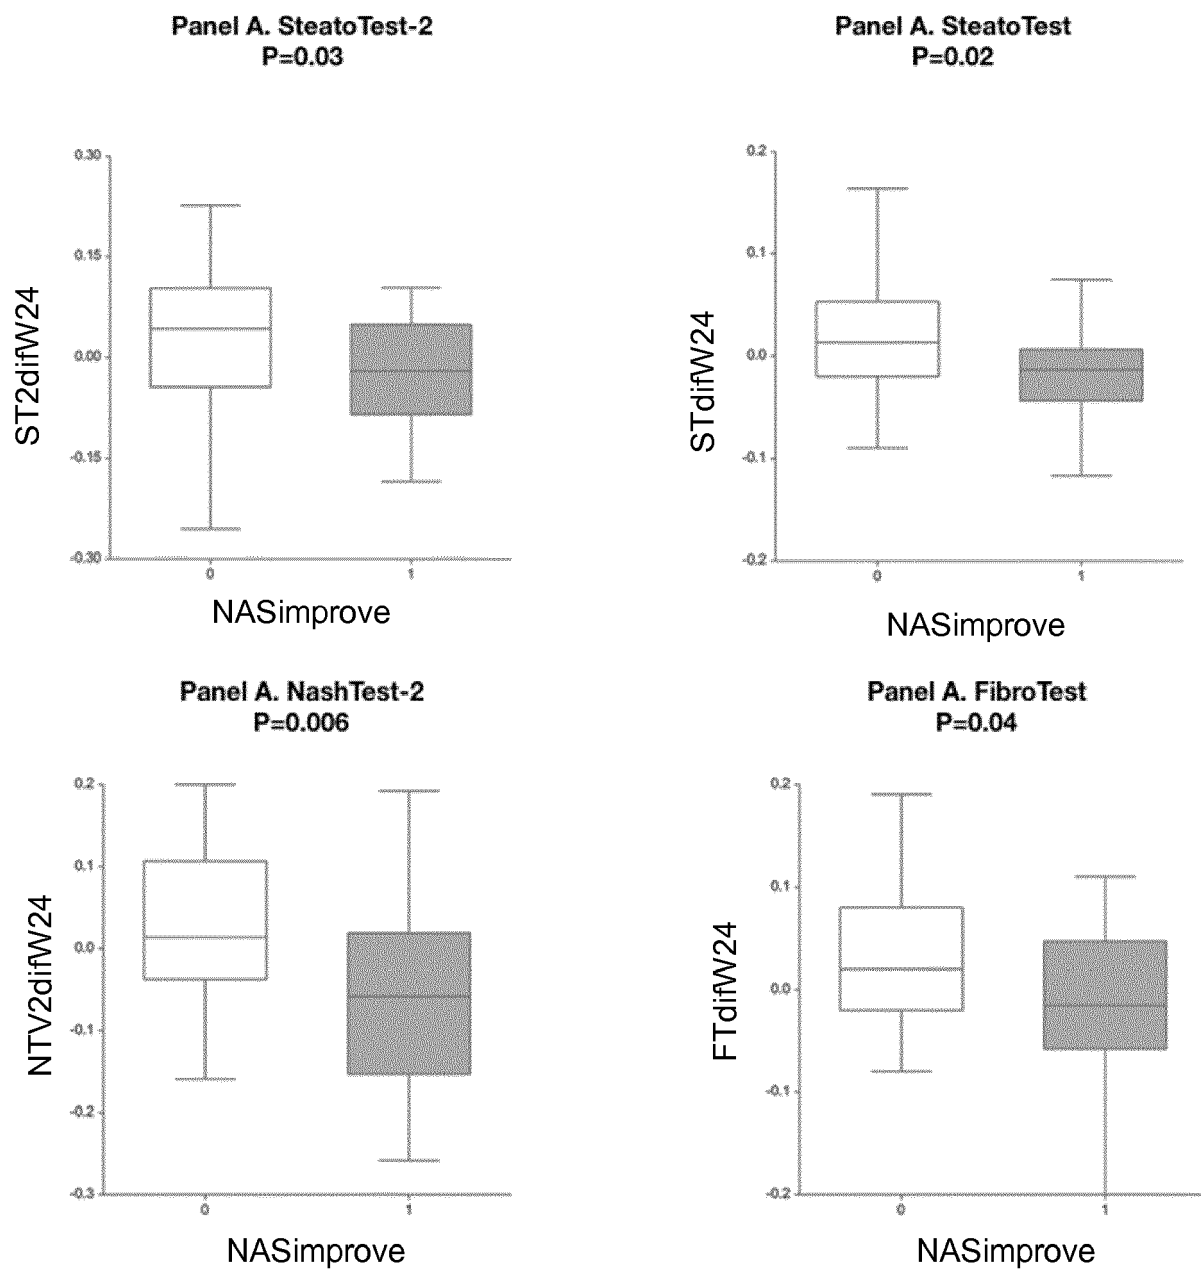 Panel A. SteatoTest-2
P=0.03
0.30
0.15
0.00
-0.15
-0.30
ST2difW24
0
1
NASimprove
Panel A. SteatoTest
P=0.02
0.2
0.1
0.0
-0.1
-0.2
STdifW24
0
1
NASimprove
Panel A. NashTest-2
P=0.006
0.2
0.1
0.0
-0.1
-0.2
-0.3
NTV2difW24
0
1
NASimprove
Panel A. FibroTest
P=0.04
0.2
0.1
0.0
-0.1
-0.2
FTdifW24
0
1
NASimprove